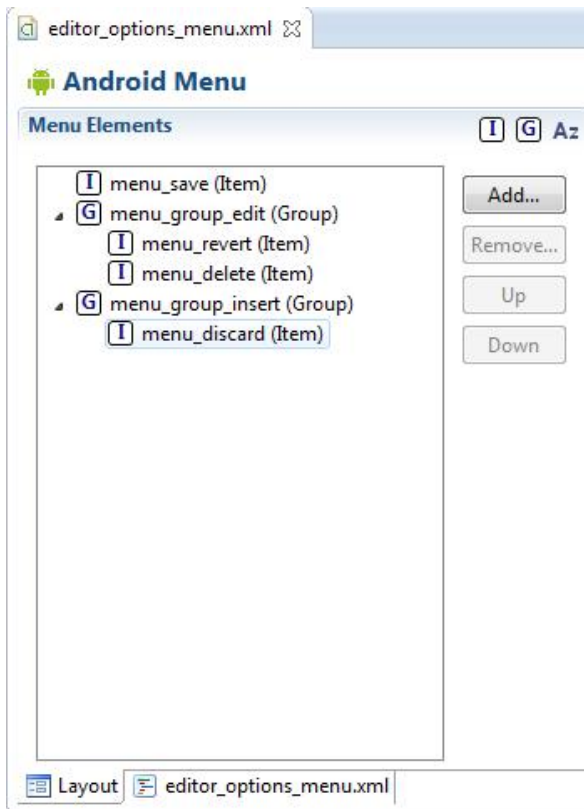 editor_options_menu.xml
Android Menu
Menu Elements
I G Az
I menu_save (Item)
G menu_group_edit (Group)
I menu_revert (Item)
I menu_delete (Item)
G menu_group_insert (Group)
I menu_discard (Item)
Add...
Remove...
Up
Down
Layout editor_options_menu.xml